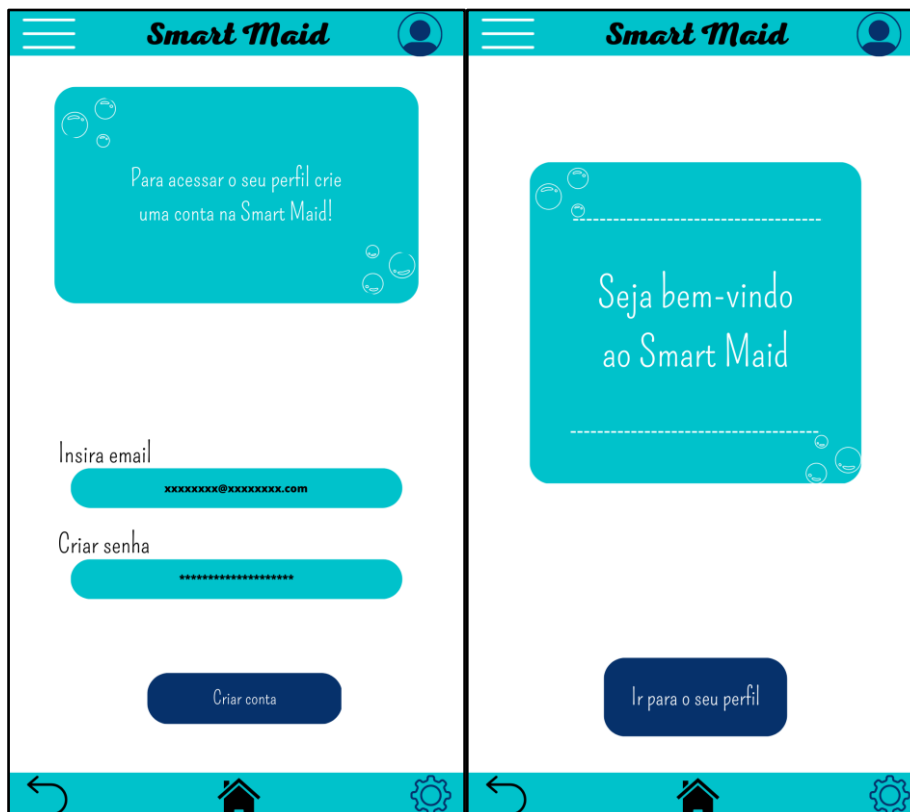 Smart Maid
Para acessar o seu perfil crie
uma conta na Smart Maid!
Insira email
xxxxxxxx@xxxxxxxx.com
Criar senha
********************
Criar conta
Smart Maid
Seja bem-vindo
ao Smart Maid
Ir para o seu perfil